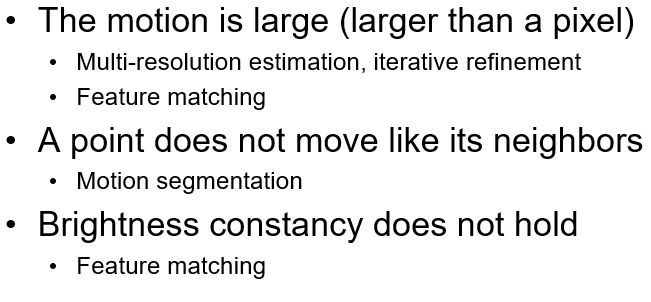 • The motion is large (larger than a pixel)
• Multi-resolution estimation, iterative refinement
• Feature matching
• A point does not move like its neighbors
• Motion segmentation
• Brightness constancy does not hold
• Feature matching